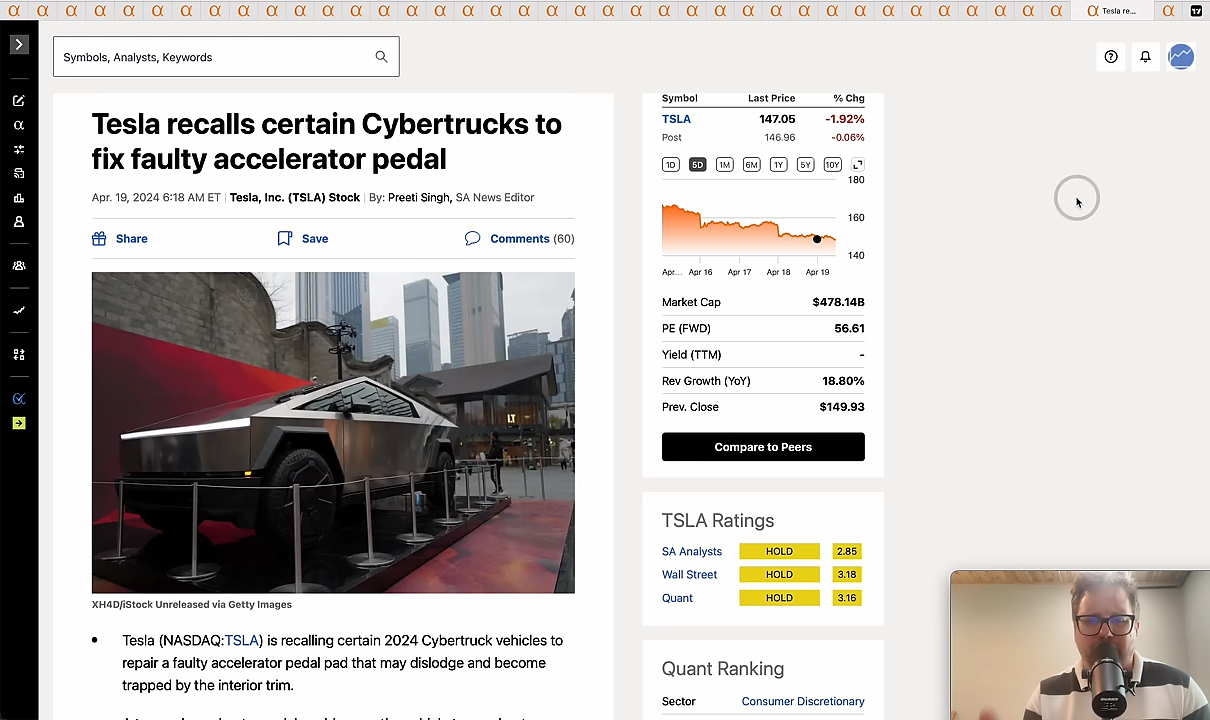 Tesla re...
Symbols, Analysts, Keywords
Tesla recalls certain Cybertrucks to
fix faulty accelerator pedal
Apr. 19, 2024 6:18 AM ET | Tesla, Inc. (TSLA) Stock | By: Preeti Singh, SA News Editor
Share
Save
Comments (60)
LT
XH4D/iStock Unreleased via Getty Images
• Tesla (NASDAQ:TSLA) is recalling certain 2024 Cybertruck vehicles to
repair a faulty accelerator pedal pad that may dislodge and become
trapped by the interior trim.
Symbol Last Price % Chg
TSLA 147.05 -1.92%
Post 146.96 -0.06%
1D 5D 1M 6M 1Y 5Y 10Y
180
160
140
Apr... Apr 16 Apr 17 Apr 18 Apr 19
Market Cap $478.14B
PE (FWD) 56.61
Yield (TTM) -
Rev Growth (YoY) 18.80%
Prev. Close $149.93
Compare to Peers
TSLA Ratings
SA Analysts HOLD 2.85
Wall Street HOLD 3.18
Quant HOLD 3.16
Quant Ranking
Sector Consumer Discretionary